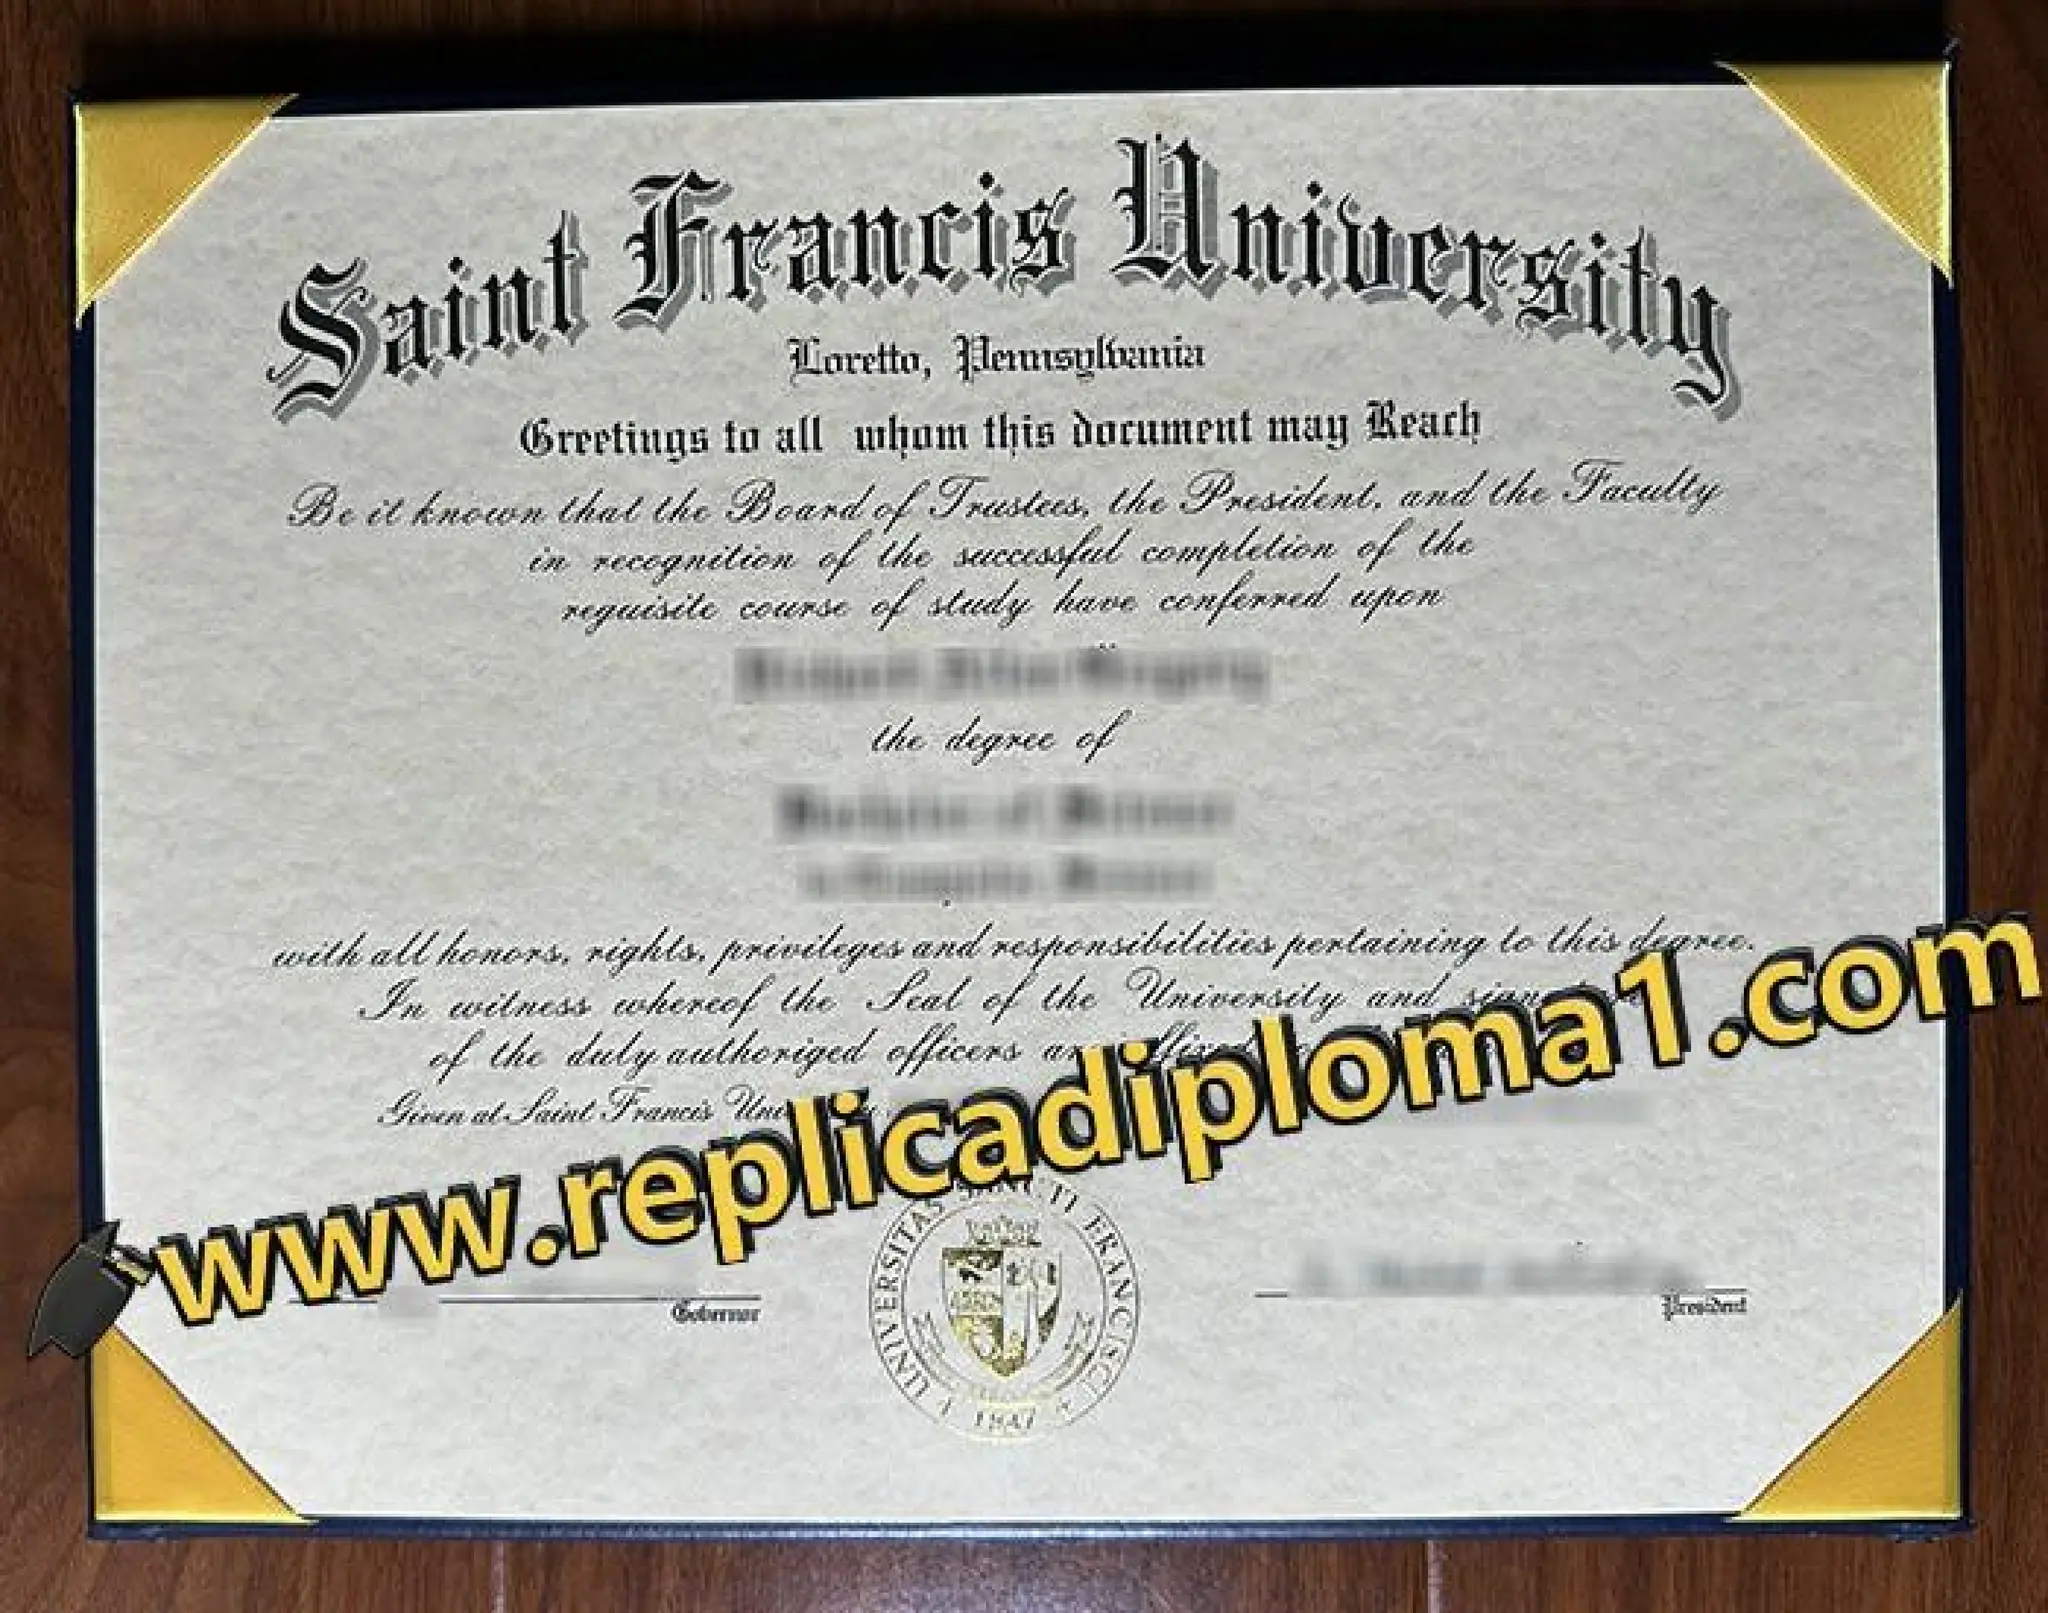 Saint Francis University
Loretto, Pennsylvania
Greetings to all whom this document may Reach
Be it known that the Board of Trustees, the President, and the Faculty
in recognition of the successful completion of the
requisite course of study have conferred upon
the degree of
with all honors, rights, privileges and responsibilities pertaining to this degree.
In witness whereof the Seal of the University and
of the duly authorized officers
Given at Saint Francis
www.replicadiploma1.com
UNIVERSITAS SANCTI FRANCISCI
1847
Governor
President